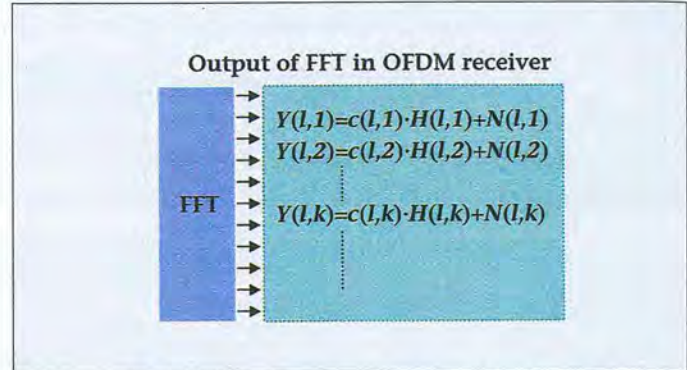 Output of FFT in OFDM receiver
Y(l,1)=c(l,1)·H(l,1)+N(l,1)
Y(l,2)=c(l,2)·H(l,2)+N(l,2)
FFT
Y(l,k)=c(l,k)·H(l,k)+N(l,k)